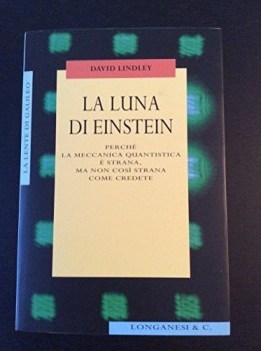 DAVID LINDLEY
LA LUNA
DI EINSTEIN
PERCHÉ
LA MECCANICA QUANTISTICA
È STRANA,
MA NON COSÌ STRANA
COME CREDETE
LA LENTE DI GALILEO
LONGANESI & C.